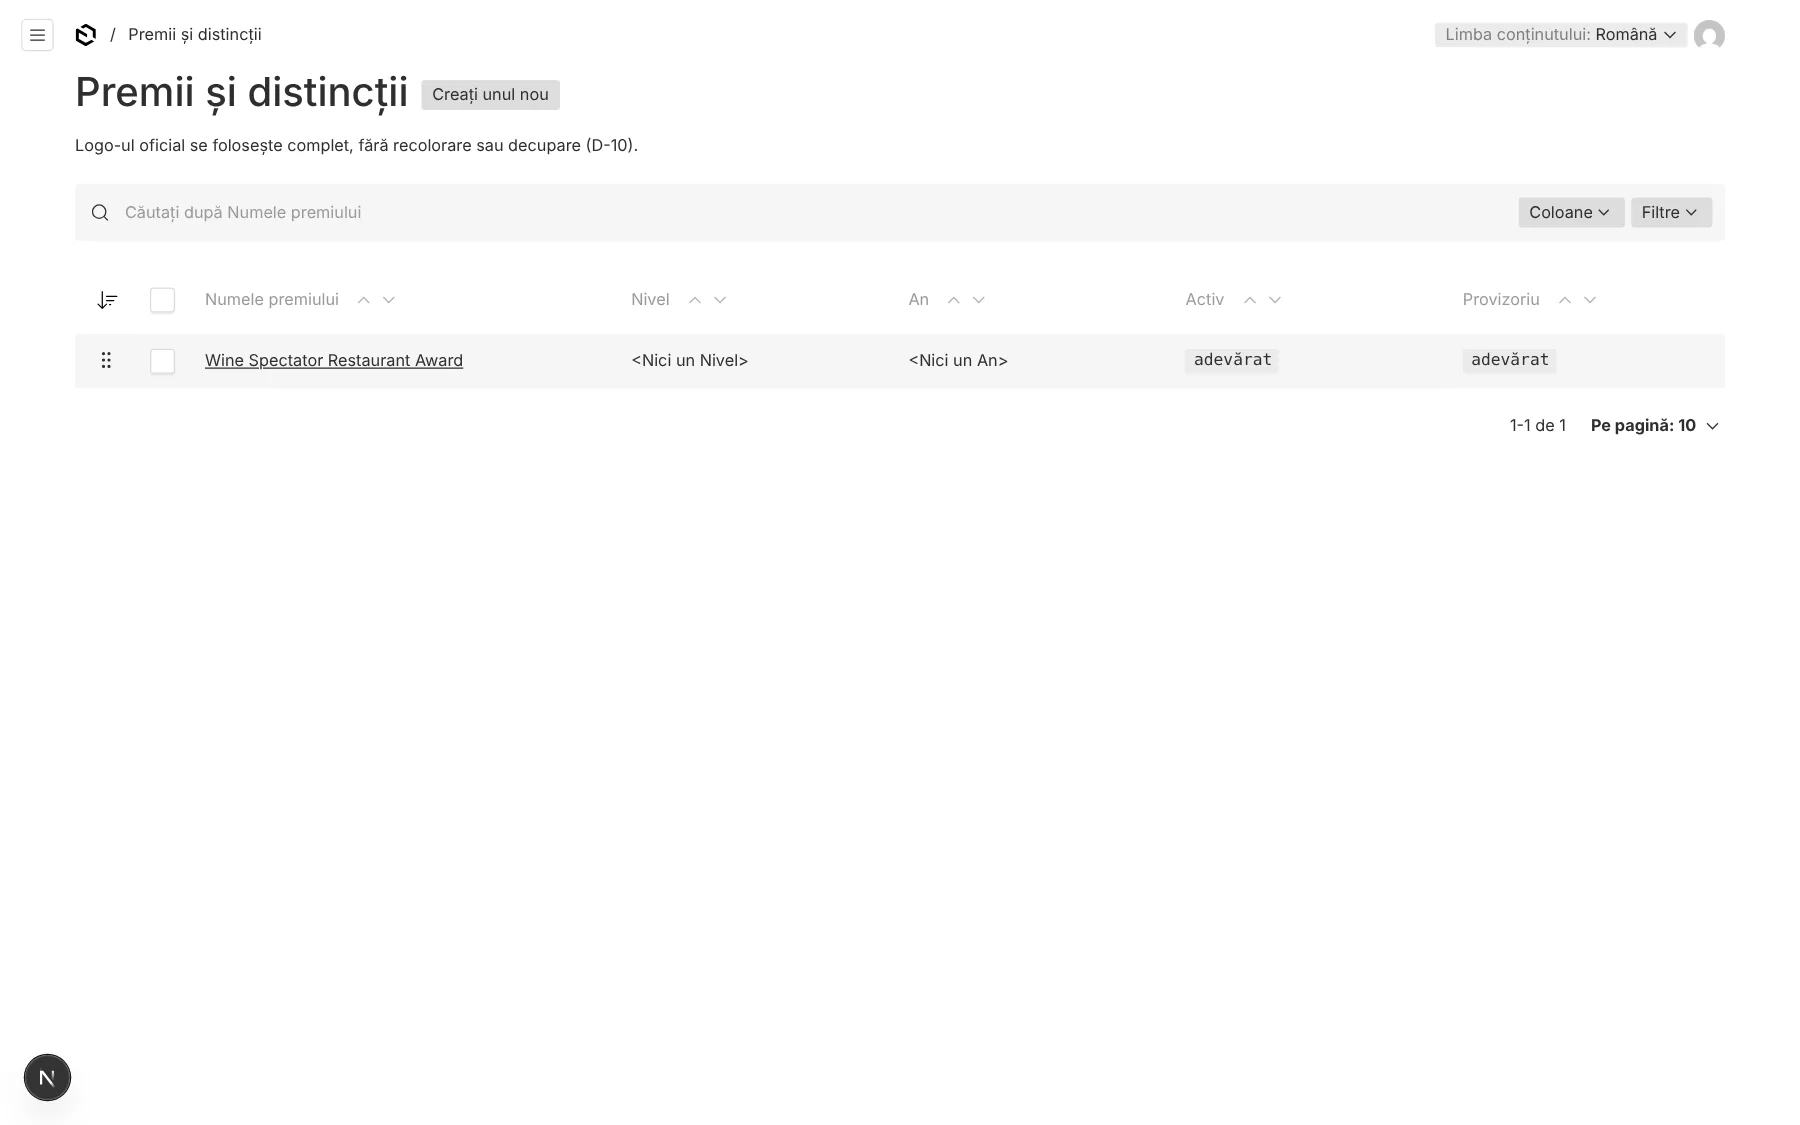 / Premii și distincții
Limba conținutului: Română
Premii și distincții
Creați unul nou
Logo-ul oficial se folosește complet, fără recolorare sau decupare (D-10).
Căutați după Numele premiului
Coloane
Filtre
Numele premiului
Nivel
An
Activ
Provizoriu
Wine Spectator Restaurant Award
<Nici un Nivel>
<Nici un An>
adevărat
adevărat
1-1 de 1
Pe pagină: 10
N